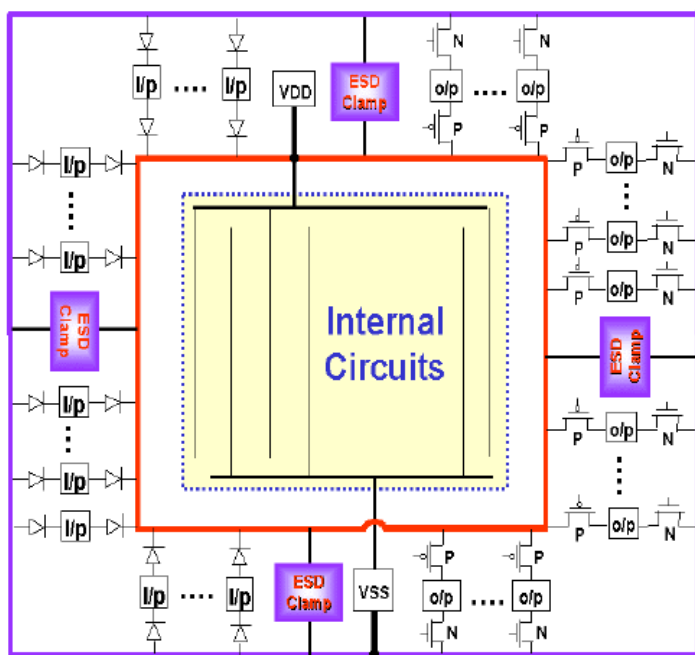 N N
I/p .... I/p
VDD
ESD
Clamp
o/p .... o/p
P P
I/p
P o/p N
I/p
P o/p N
P o/p N
ESD
Clamp
Internal
Circuits
ESD
Clamp
I/p
P o/p N
I/p
I/p
P o/p N
P P
I/p .... I/p
ESD
Clamp
VSS
o/p .... o/p
N N